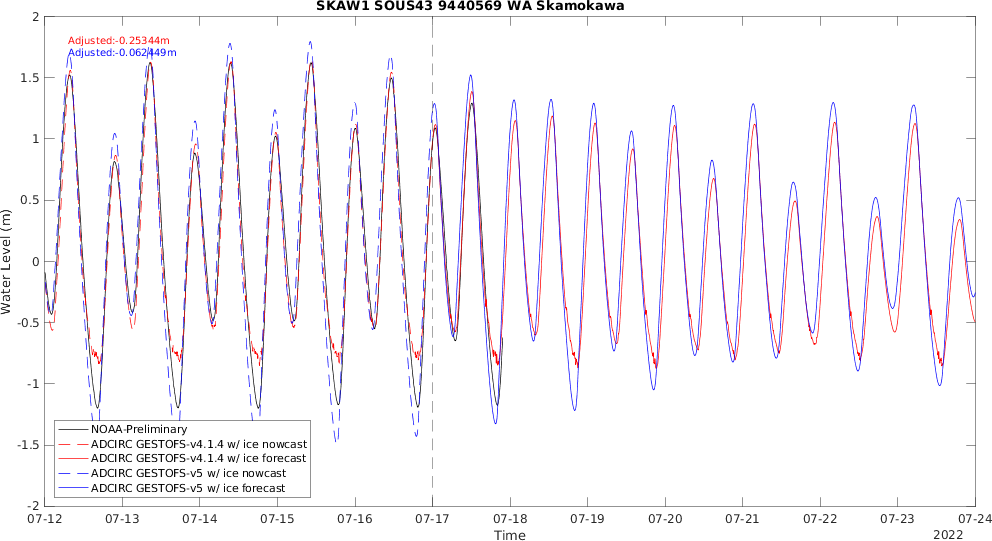 SKAW1 SOUS43 9440569 WA Skamokawa
Adjusted:-0.25344m
Adjusted:-0.062449m
2
1.5
1
0.5
0
-0.5
-1
-1.5
-2
Water Level (m)
NOAA-Preliminary
ADCIRC GESTOFS-v4.1.4 w/ ice nowcast
ADCIRC GESTOFS-v4.1.4 w/ ice forecast
ADCIRC GESTOFS-v5 w/ ice nowcast
ADCIRC GESTOFS-v5 w/ ice forecast
07-12 07-13 07-14 07-15 07-16 07-17 07-18 07-19 07-20 07-21 07-22 07-23 07-24
Time
2022